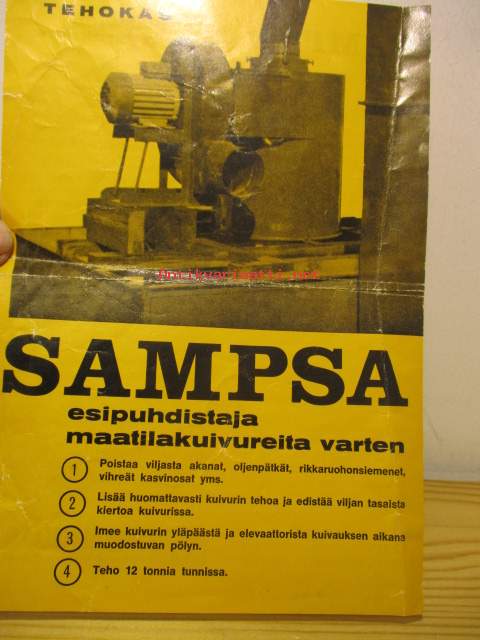 TEHOKAS
Antikvariaatti.net
SAMPSA
esipuhdistaja
maatilakuivureita varten
1 Poistaa viljasta akanat, oljenpätkät, rikkaruohonsiemenet,
vihreät kasvinosat yms.
2 Lisää huomattavasti kuivurin tehoa ja edistää viljan tasaista
kiertoa kuivurissa.
3 Imee kuivurin yläpäästä ja elevaattorista kuivauksen aikana
muodostuvan pölyn.
4 Teho 12 tonnia tunnissa.